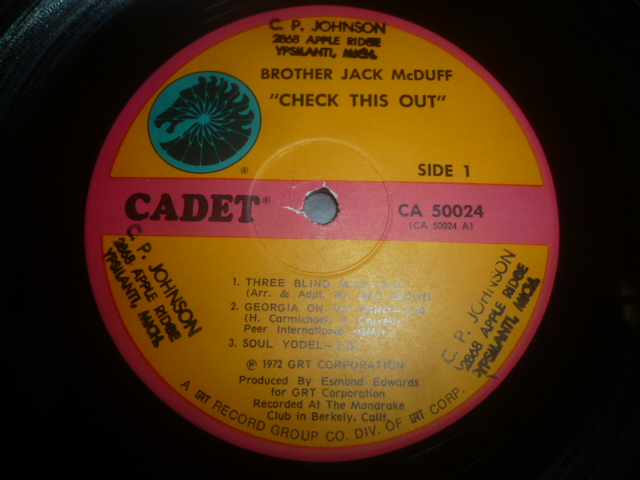 C. P. JOHNSON
2868 APPLE RIDGE
YPSILANTI, MICH.
BROTHER JACK McDUFF
"CHECK THIS OUT"
®
SIDE 1
CADET®
CA 50024
(CA 50024 A)
C. P. JOHNSON
2868 APPLE RIDGE
YPSILANTI, MICH.
C. P. JOHNSON
2868 APPLE RIDGE
YPSILANTI, MICH.
1. THREE BLIND
(Arr. & Adpt. By
2. GEORGIA ON
(H. Carmichael
Peer International
3. SOUL YODEL
℗ 1972 GRT CORPORATION
Produced By Esmond Edwards
for GRT Corporation
Recorded At The Mandrake
Club in Berkely, Calif.
A GRT RECORD GROUP CO. DIV. OF GRT CORP.